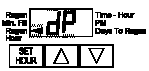 Regen Time - Hour
Min. Fill dP PM
Regen Days To Regen
Hour
SET
HOUR